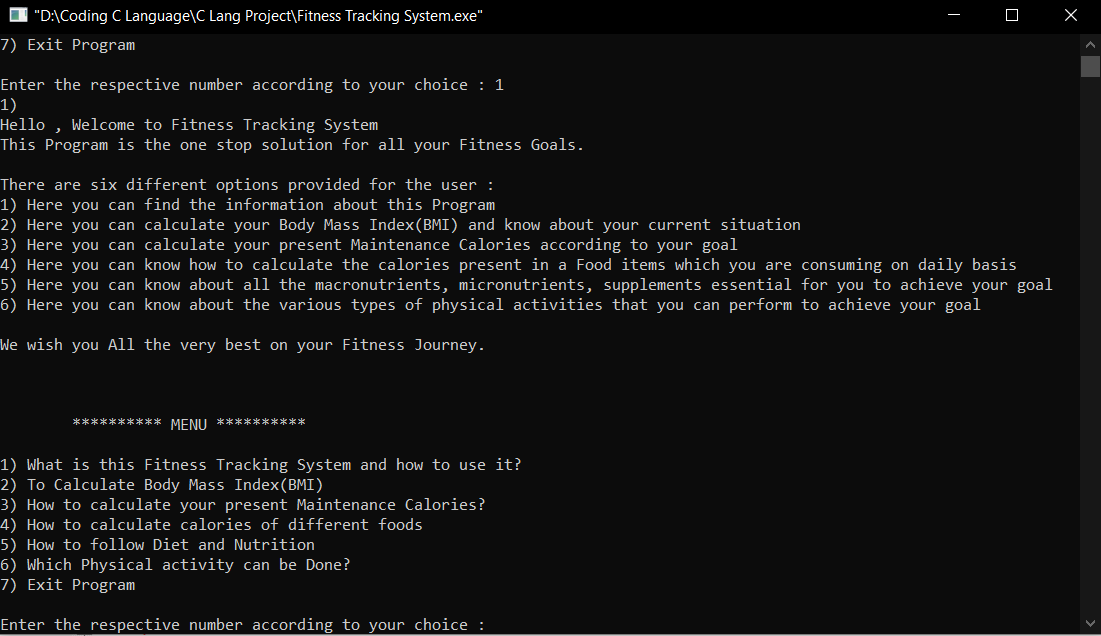 "D:\Coding C Language\C Lang Project\Fitness Tracking System.exe"
7) Exit Program
Enter the respective number according to your choice : 1
1)
Hello , Welcome to Fitness Tracking System
This Program is the one stop solution for all your Fitness Goals.
There are six different options provided for the user :
1) Here you can find the information about this Program
2) Here you can calculate your Body Mass Index(BMI) and know about your current situation
3) Here you can calculate your present Maintenance Calories according to your goal
4) Here you can know how to calculate the calories present in a Food items which you are consuming on daily basis
5) Here you can know about all the macronutrients, micronutrients, supplements essential for you to achieve your goal
6) Here you can know about the various types of physical activities that you can perform to achieve your goal
We wish you All the very best on your Fitness Journey.
********** MENU **********
1) What is this Fitness Tracking System and how to use it?
2) To Calculate Body Mass Index(BMI)
3) How to calculate your present Maintenance Calories?
4) How to calculate calories of different foods
5) How to follow Diet and Nutrition
6) Which Physical activity can be Done?
7) Exit Program
Enter the respective number according to your choice :